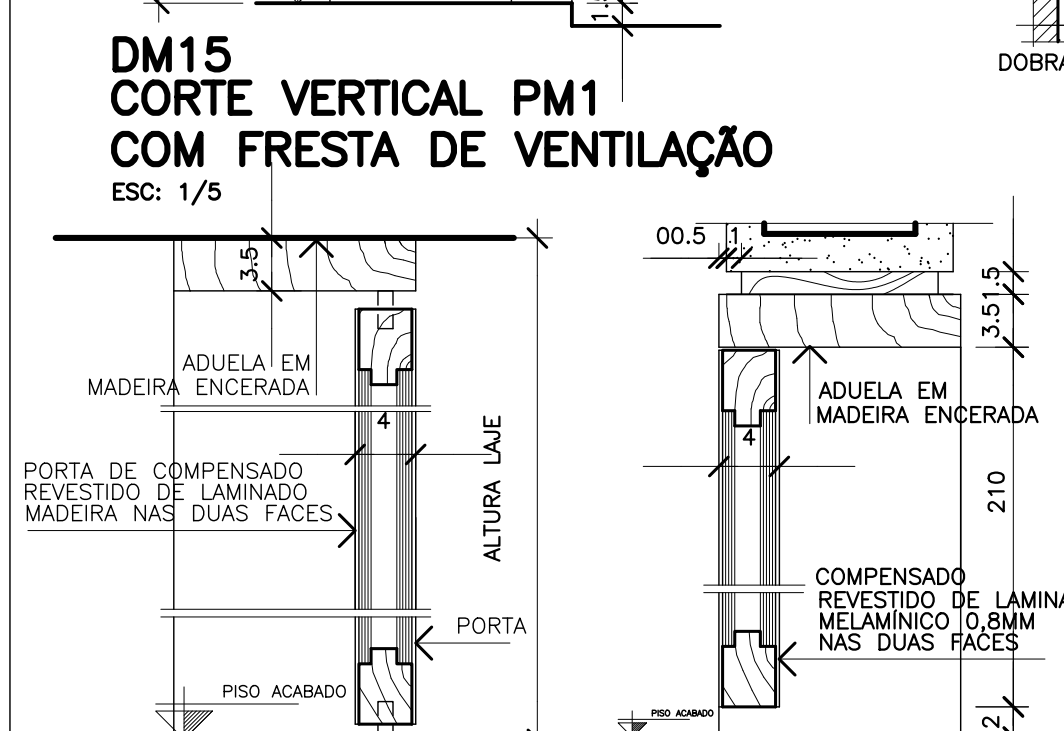 1.
DOBRA
DM15
CORTE VERTICAL PM1
COM FRESTA DE VENTILAÇÃO
ESC: 1/5
3.5
ADUELA EM
MADEIRA ENCERADA
4
ALTURA LAJE
PORTA DE COMPENSADO
REVESTIDO DE LAMINADO
MADEIRA NAS DUAS FACES
PORTA
PISO ACABADO
00.5
1
1.5
3.5
ADUELA EM
MADEIRA ENCERADA
4
210
COMPENSADO
REVESTIDO DE LAMINA
MELAMÍNICO 0,8MM
NAS DUAS FACES
PISO ACABADO
2